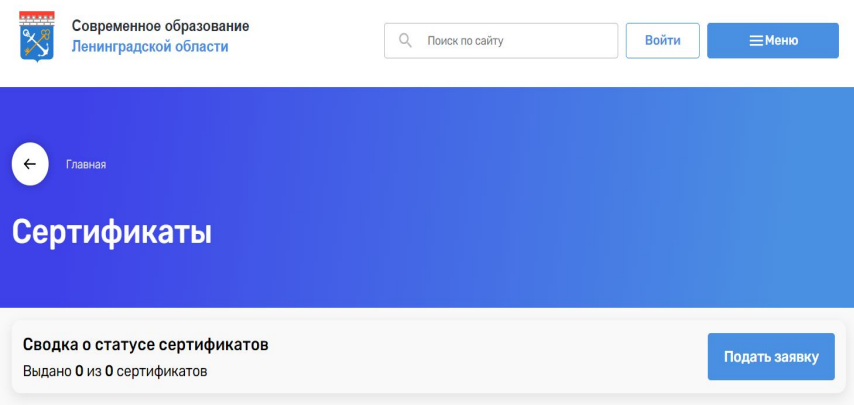 Современное образование
Ленинградской области
Поиск по сайту
Войти
Меню
Главная
Сертификаты
Сводка о статусе сертификатов
Выдано 0 из 0 сертификатов
Подать заявку